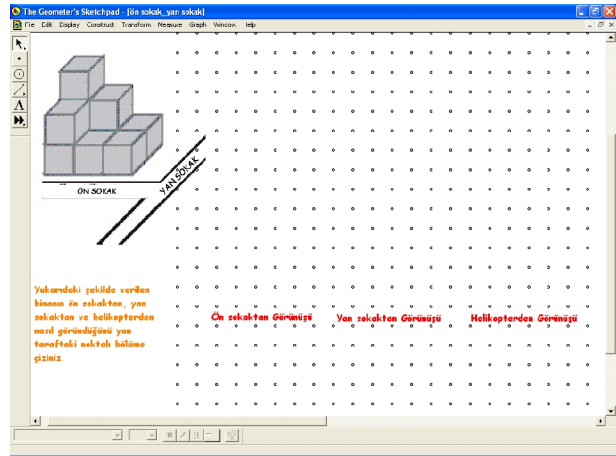 The Geometer's Sketchpad - [ön sokak_yan sokak]
File Edit Display Construct Transform Measure Graph Window Help
A
YAN SOKAK
ÖN SOKAK
Yukarıdaki şekilde verilen
binanın ön sokaktan, yan
sokaktan ve helikopterden
nasıl göründüğünü yan
taraftaki noktalı bölüme
çiziniz.
Ön sokaktan Görünüşü Yan sokaktan Görünüşü Helikopterden Görünüşü
B I U